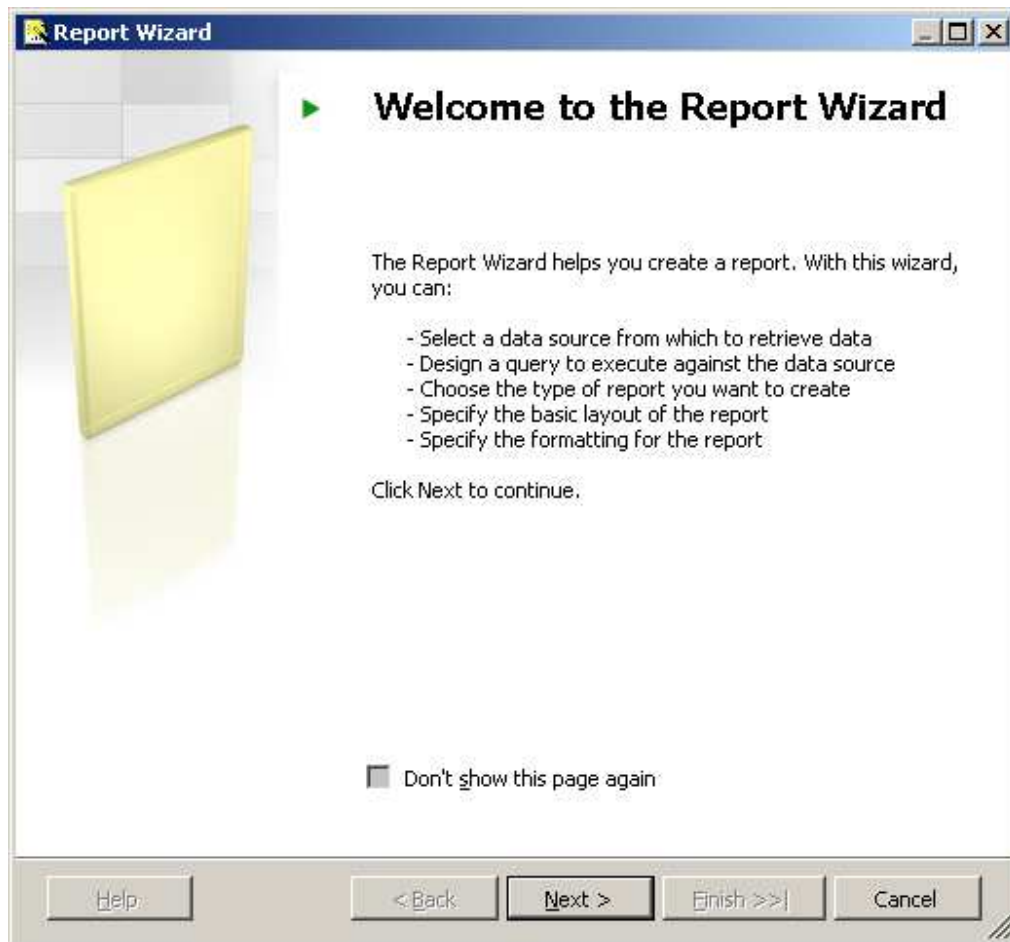 Report Wizard
Welcome to the Report Wizard
The Report Wizard helps you create a report. With this wizard,
you can:
- Select a data source from which to retrieve data
- Design a query to execute against the data source
- Choose the type of report you want to create
- Specify the basic layout of the report
- Specify the formatting for the report
Click Next to continue.
Don't show this page again
Help
< Back
Next >
Finish >>|
Cancel